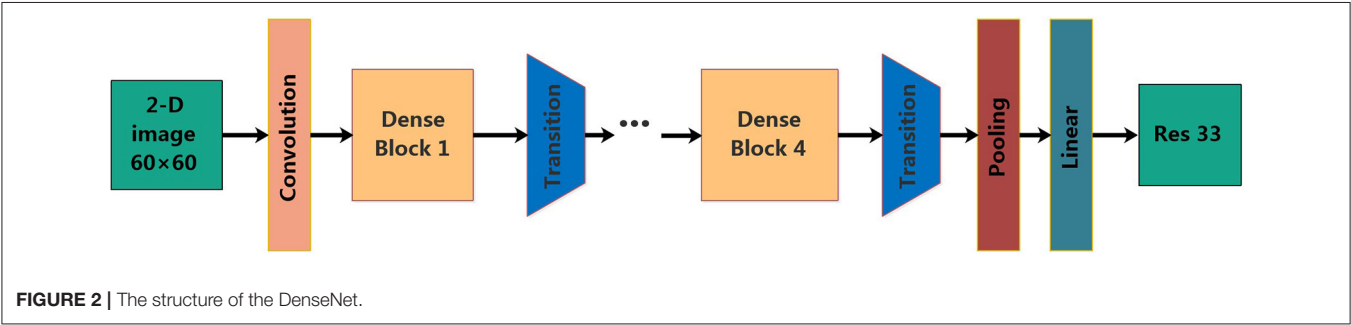 2-D
image
60×60
Convolution
Dense
Block 1
Transition
•••
Dense
Block 4
Transition
Pooling
Linear
Res 33
FIGURE 2 | The structure of the DenseNet.